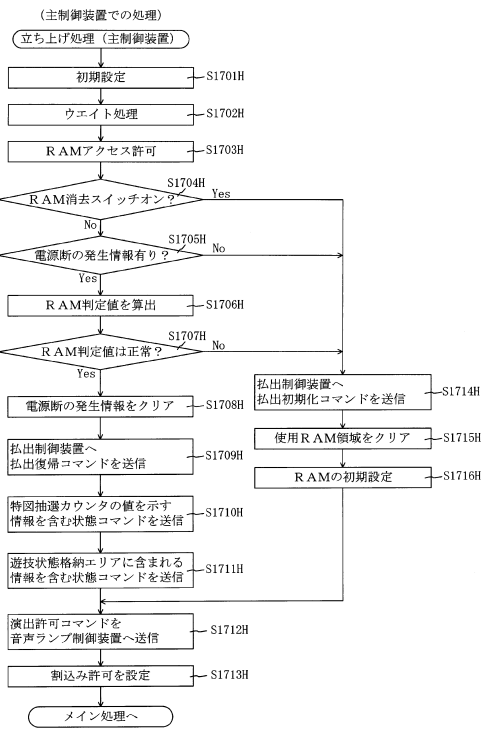 （主制御装置での処理）
立ち上げ処理（主制御装置）
初期設定
S1701H
ウエイト処理
S1702H
ＲＡＭアクセス許可
S1703H
S1704H
ＲＡＭ消去スイッチオン？
Yes
No
S1705H
電源断の発生情報有り？
No
Yes
ＲＡＭ判定値を算出
S1706H
S1707H
ＲＡＭ判定値は正常？
No
Yes
電源断の発生情報をクリア
S1708H
払出制御装置へ
払出復帰コマンドを送信
S1709H
特図抽選カウンタの値を示す
情報を含む状態コマンドを送信
S1710H
遊技状態格納エリアに含まれる
情報を含む状態コマンドを送信
S1711H
払出制御装置へ
払出初期化コマンドを送信
S1714H
使用ＲＡＭ領域をクリア
S1715H
ＲＡＭの初期設定
S1716H
演出許可コマンドを
音声ランプ制御装置へ送信
S1712H
割込み許可を設定
S1713H
メイン処理へ